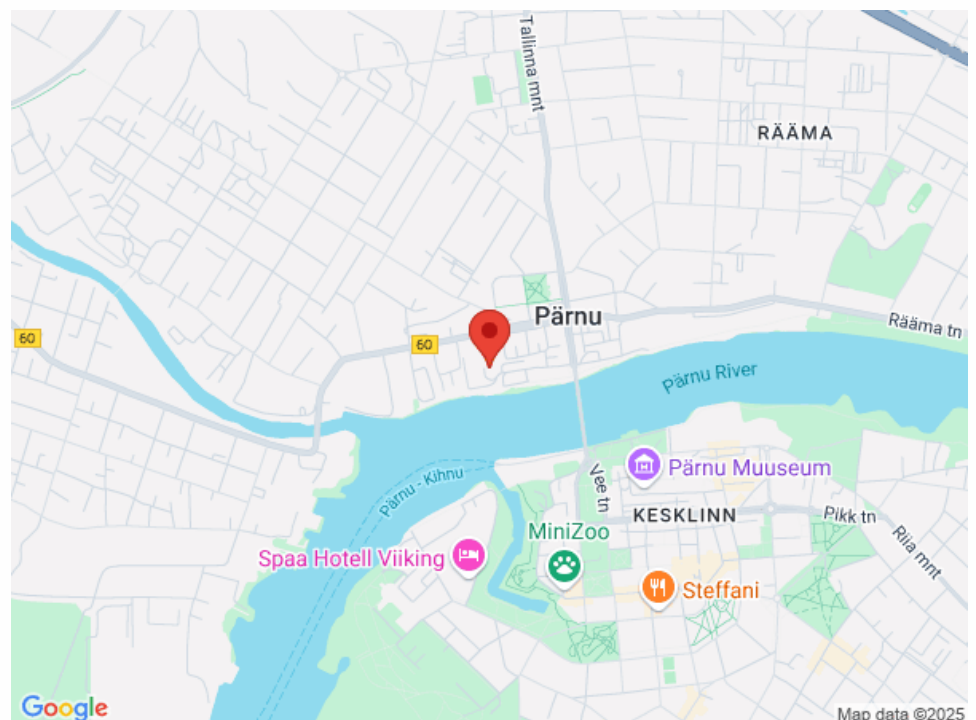 Tallinna mnt
RÄÄMA
Pärnu
Rääma tn
60
60
Pärnu River
Pärnu - Kihnu
Vee tn
Pärnu Muuseum
KESKLINN
Pikk tn
Riia mnt
MiniZoo
Spaa Hotell Viiking
Steffani
Google
Map data ©2025